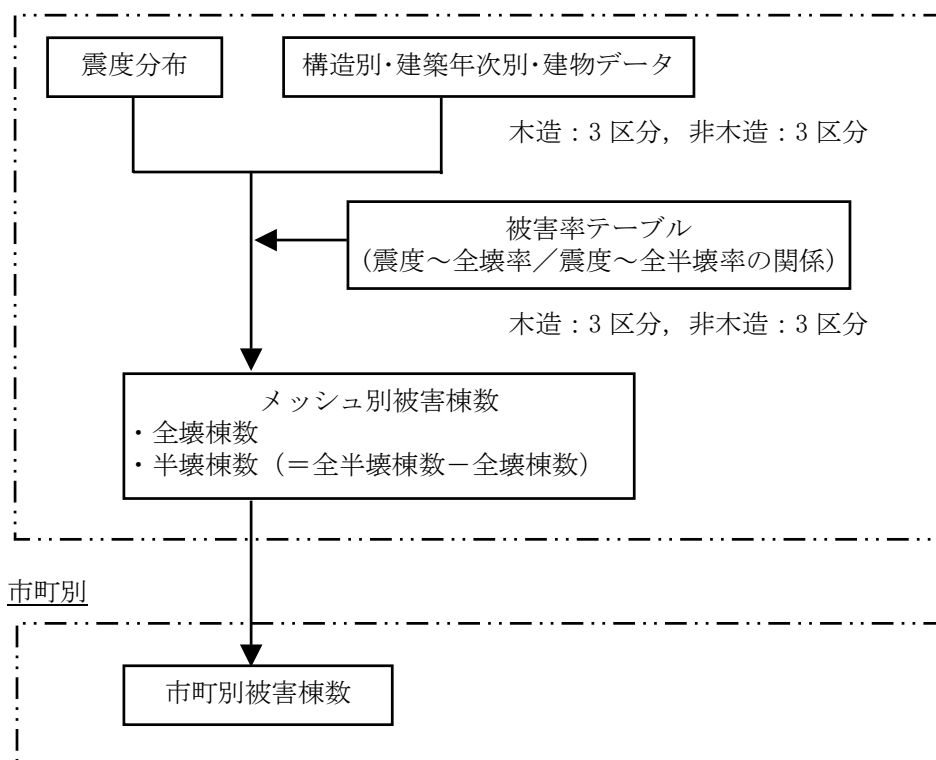 震度分布
構造別・建築年次別・建物データ
木造：3 区分，非木造：3 区分
被害率テーブル
（震度～全壊率／震度～全半壊率の関係）
木造：3 区分，非木造：3 区分
メッシュ別被害棟数
・全壊棟数
・半壊棟数（＝全半壊棟数－全壊棟数）
市町別
市町別被害棟数